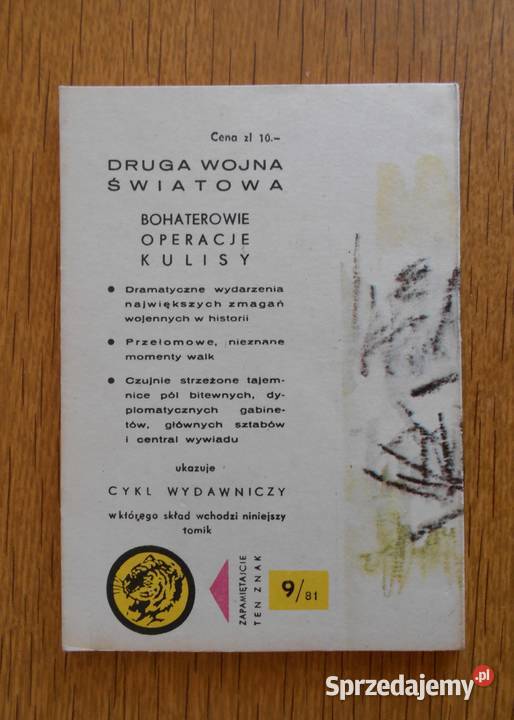 Cena zł 10.–
DRUGA WOJNA
ŚWIATOWA
BOHATEROWIE
OPERACJE
KULISY
● Dramatyczne wydarzenia
największych zmagań
wojennych w historii
● Przełomowe, nieznane
momenty walk
● Czujnie strzeżone tajem-
nice pól bitewnych, dy-
plomatycznych gabine-
tów, głównych sztabów
i central wywiadu
ukazuje
CYKL WYDAWNICZY
w którego skład wchodzi niniejszy
tomik
ZAPAMIĘTAJCIE
TEN ZNAK
9/81
Sprzedajemy.pl